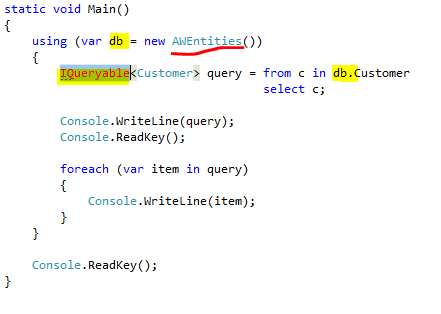 static void Main()
{
    using (var db = new AWEntities())
    {
        IQueryable<Customer> query = from c in db.Customer
                                     select c;

        Console.WriteLine(query);
        Console.ReadKey();

        foreach (var item in query)
        {
            Console.WriteLine(item);
        }
    }

    Console.ReadKey();
}